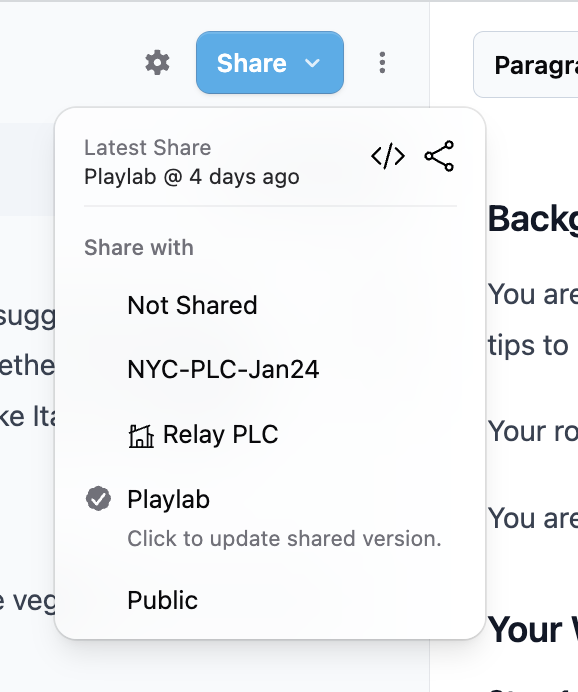 Share
Paragra
Latest Share
Playlab @ 4 days ago
Share with
Not Shared
NYC-PLC-Jan24
Relay PLC
Playlab
Click to update shared version.
Public
sugg
ethe
ke Ita
e veg
Backg
You are
tips to
Your ro
You are
Your W